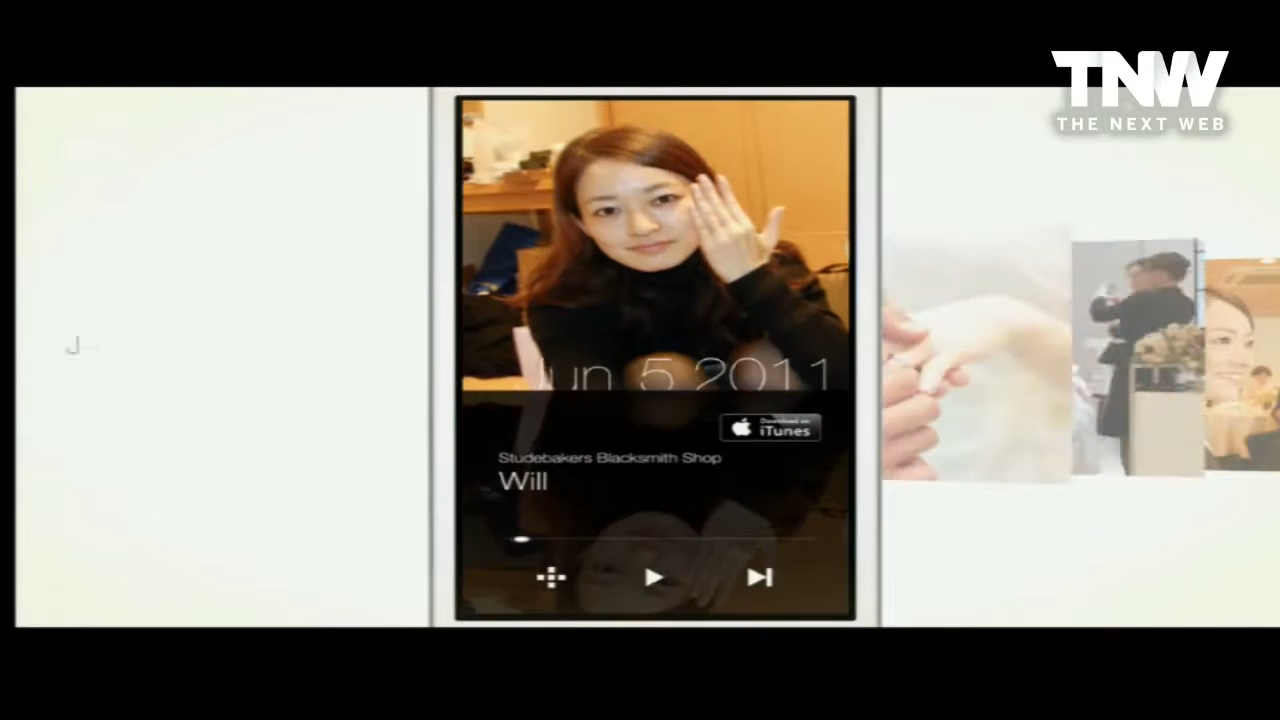 TNW
THE NEXT WEB
J
Jun 5 2011
Download on
iTunes
Studebakers Blacksmith Shop
Will